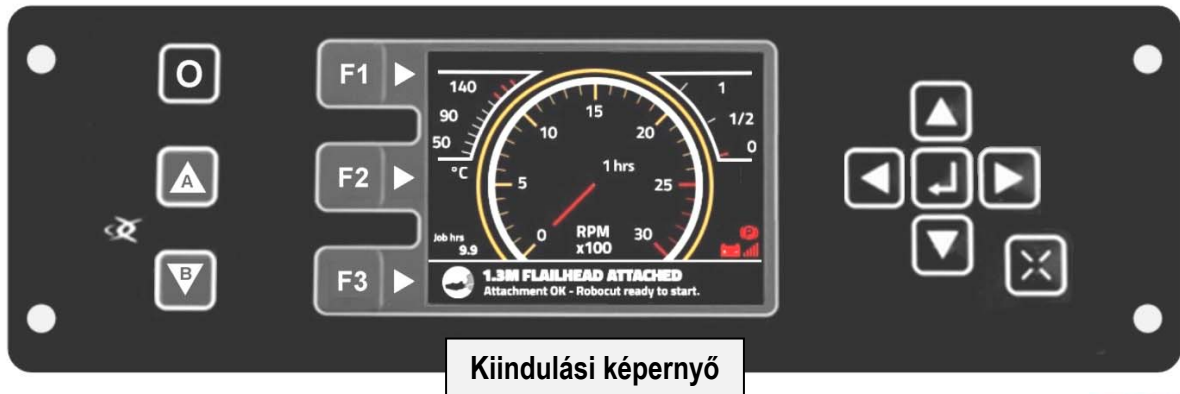 O
A
B
F1
F2
F3
140
90
50
°C
Job hrs
9.9
0
5
10
15
20
25
30
1 hrs
RPM
x100
1
1/2
0
P
1.3M FLAILHEAD ATTACHED
Attachment OK - Robocut ready to start.
Kiindulási képernyő